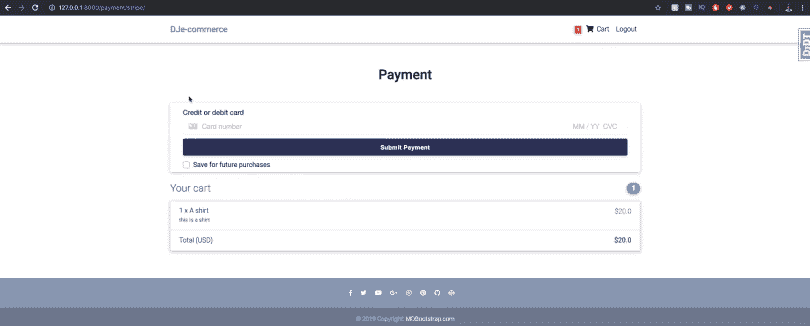 127.0.0.1:8000/payment/stripe/
DJe-commerce
1 Cart Logout
DjDT
Payment
Credit or debit card
Card number MM / YY CVC
Submit Payment
Save for future purchases
Your cart 1
1 x A shirt $20.0
this is a shirt
Total (USD) $20.0
© 2019 Copyright: MDBootstrap.com